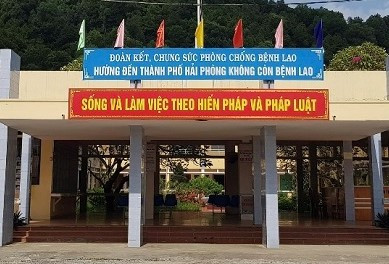 ĐOÀN KẾT, CHUNG SỨC PHÒNG CHỐNG BỆNH LAO
HƯỚNG ĐẾN THÀNH PHỐ HẢI PHÒNG KHÔNG CÒN BỆNH LAO
SỐNG VÀ LÀM VIỆC THEO HIẾN PHÁP VÀ PHÁP LUẬT